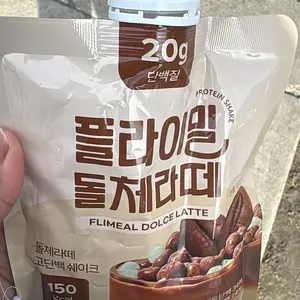 20g
단백질
PROTEIN SHAKE
플라이밀
돌체라떼
FLIMEAL DOLCE LATTE
돌체라떼
고단백 쉐이크
150
Kcal